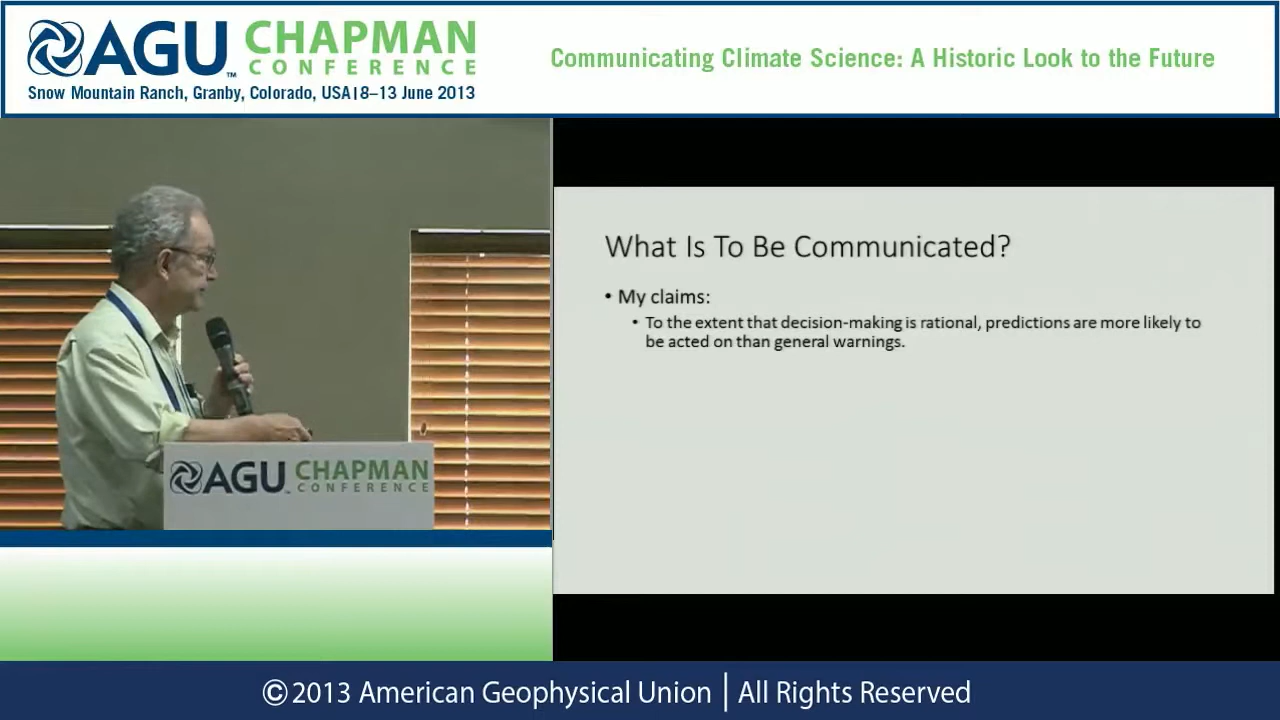 AGU™ CHAPMAN CONFERENCE
Snow Mountain Ranch, Granby, Colorado, USA|8–13 June 2013
Communicating Climate Science: A Historic Look to the Future
What Is To Be Communicated?
• My claims:
• To the extent that decision-making is rational, predictions are more likely to
be acted on than general warnings.
AGU™ CHAPMAN
CONFERENCE
©2013 American Geophysical Union | All Rights Reserved